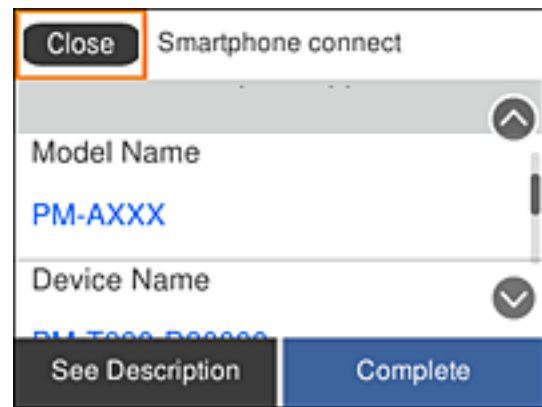 Close
Smartphone connect
Model Name
PM-AXXX
Device Name
See Description
Complete